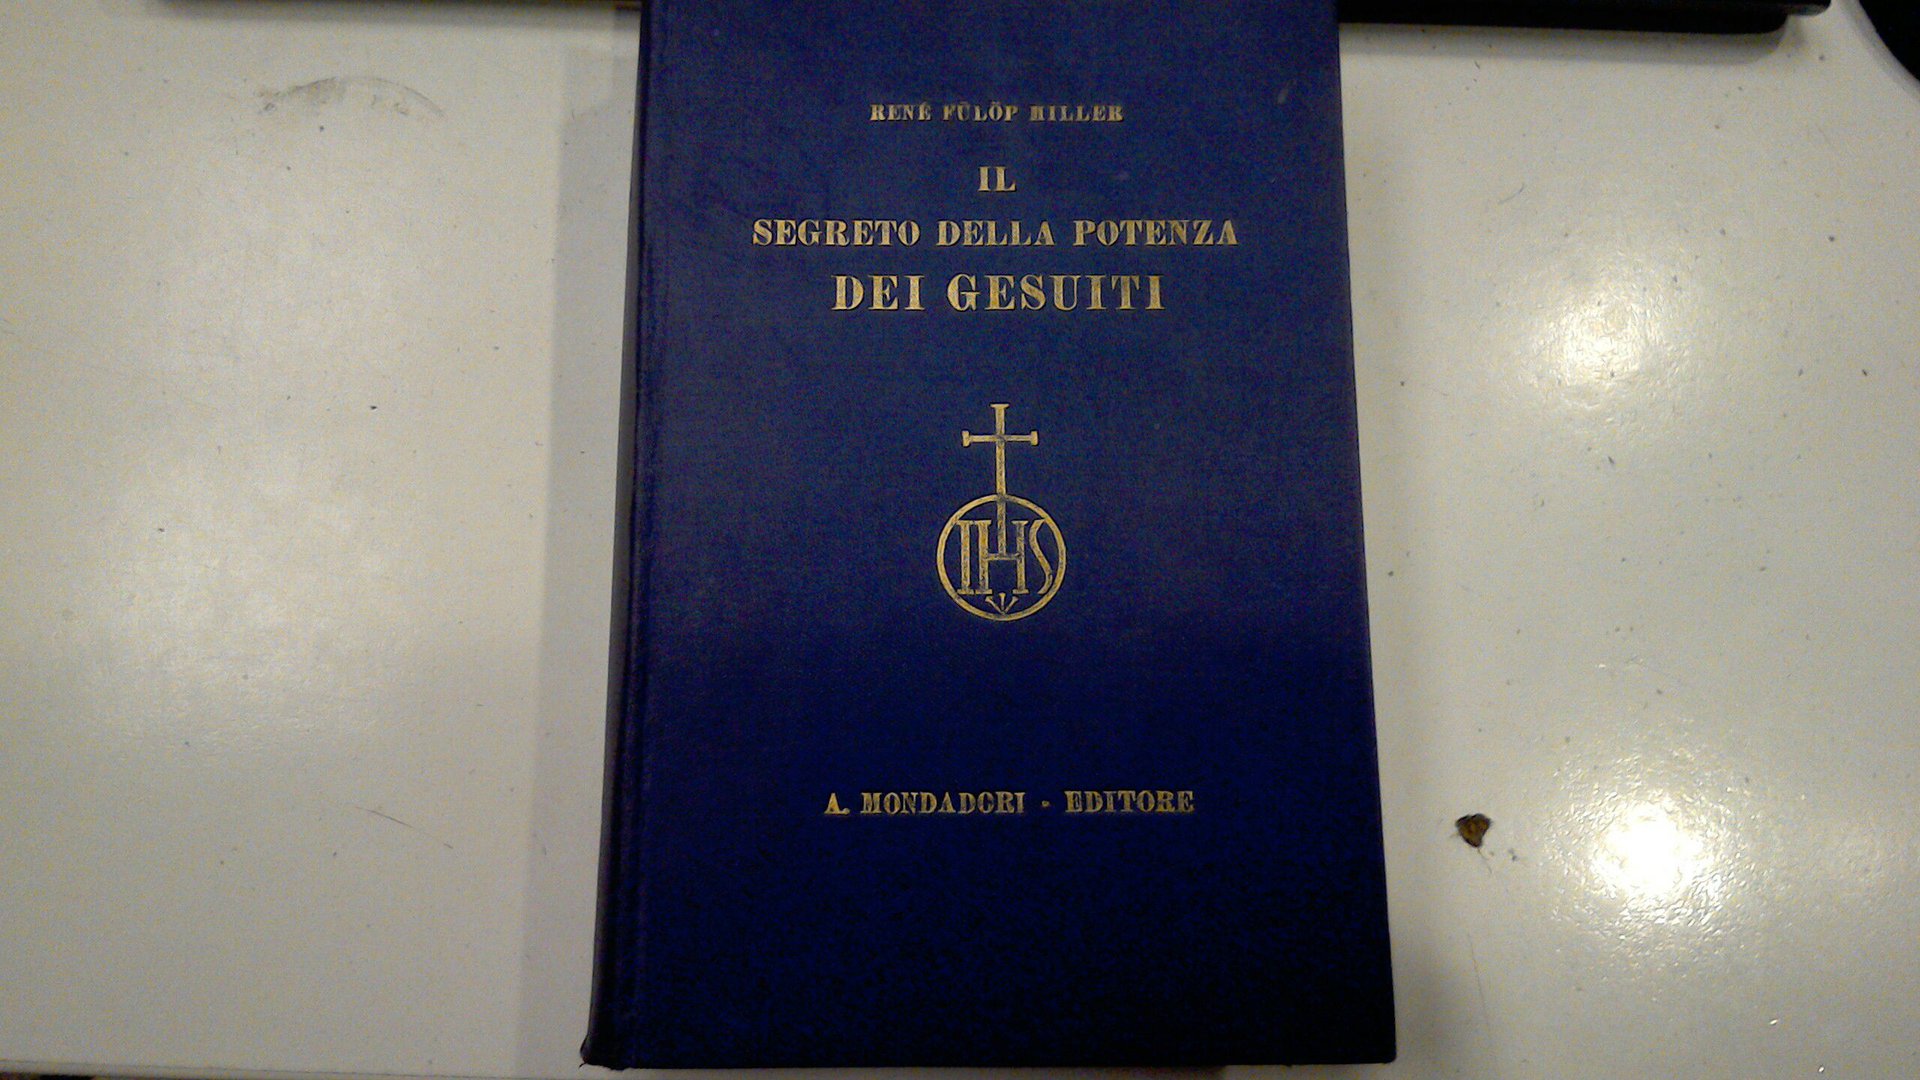 RENÉ FÜLÖP MILLER
IL
SEGRETO DELLA POTENZA
DEI GESUITI
IHS
A. MONDADORI - EDITORE